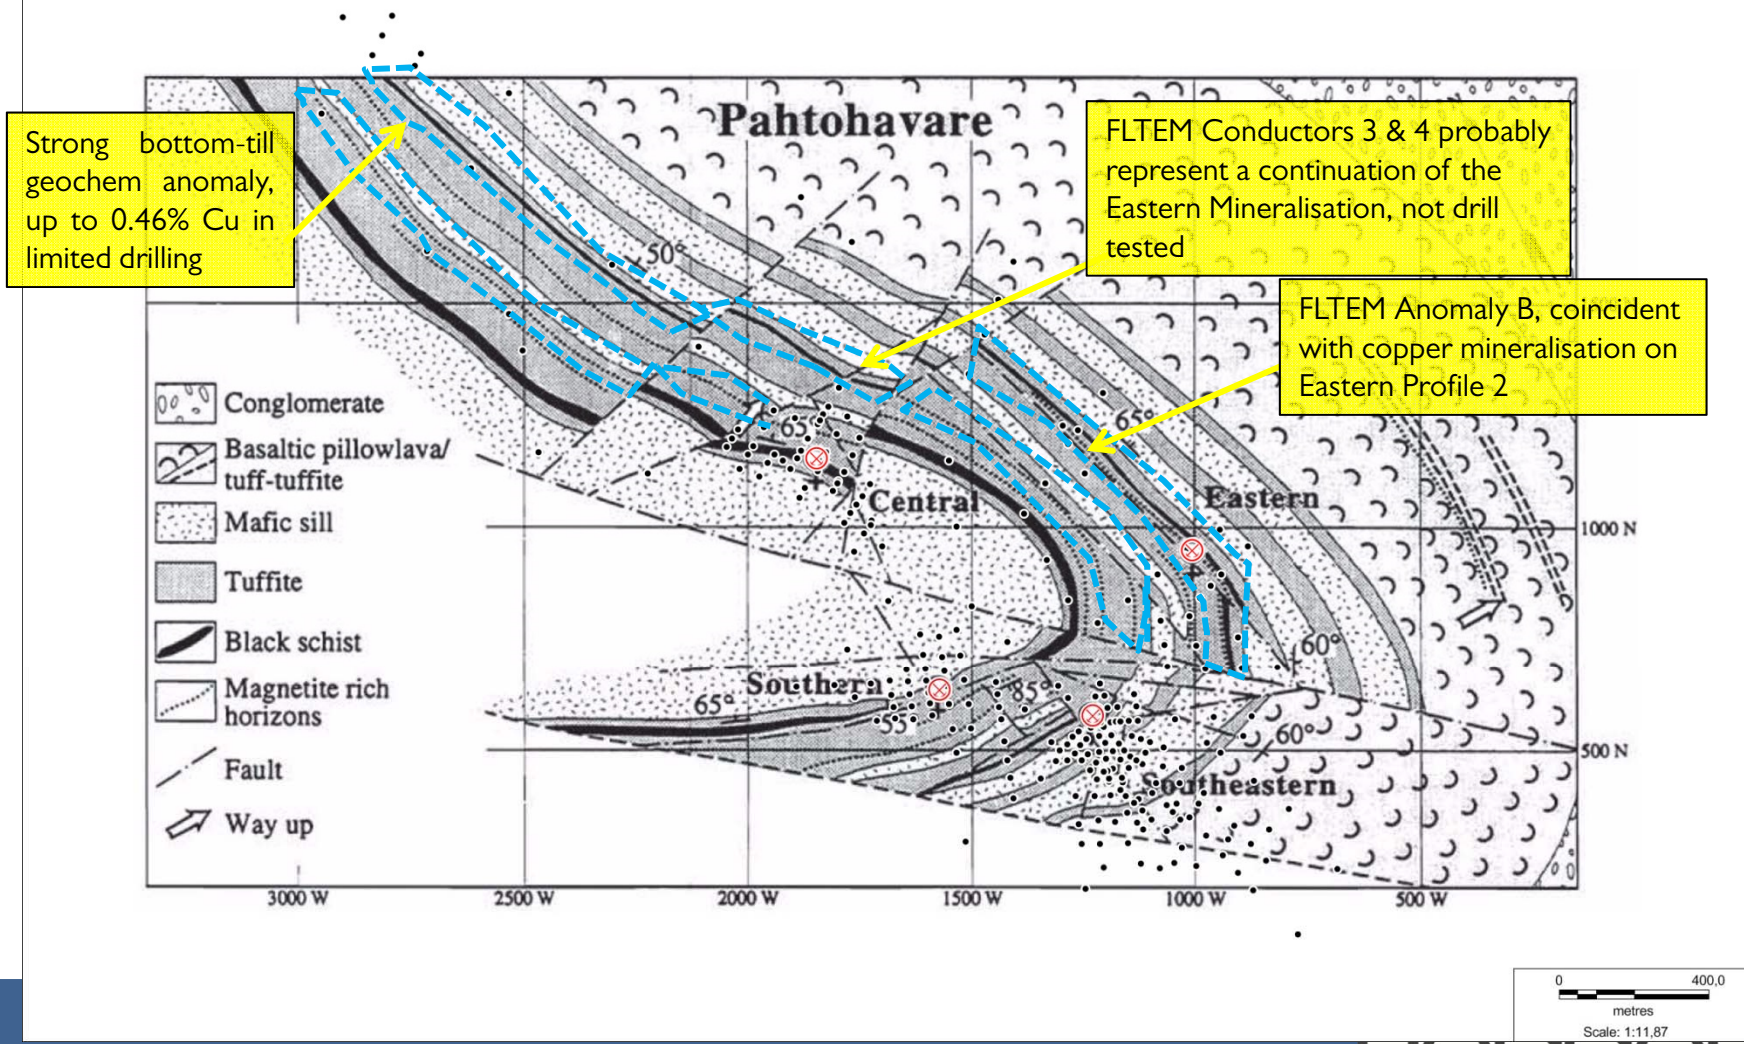 Pahtohavare
Strong bottom-till
geochem anomaly,
up to 0.46% Cu in
limited drilling
FLTEM Conductors 3 & 4 probably
represent a continuation of the
Eastern Mineralisation, not drill
tested
FLTEM Anomaly B, coincident
with copper mineralisation on
Eastern Profile 2
50°
65°
65
Conglomerate
Basaltic pillowlava/
tuff-tuffite
Mafic sill
Tuffite
Black schist
Magnetite rich
horizons
Fault
Way up
Central
Eastern
1000 N
60°
Southern
85°
65°
55
60°
500 N
Southeastern
3000 W
2500 W
2000 W
1500 W
1000 W
500 W
0
400,0
metres
Scale: 1:11,87